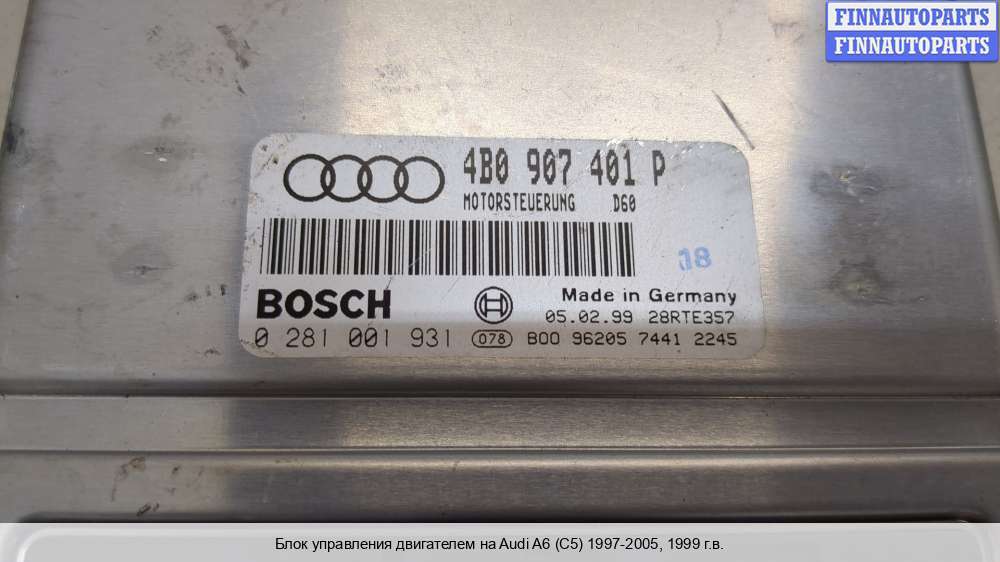 FINNAUTOPARTS
FINNAUTOPARTS
4B0 907 401 P
MOTORSTEUERUNG D60
18
BOSCH
Made in Germany
05.02.99 28RTE357
0 281 001 931 078 B00 96205 7441 2245
Блок управления двигателем на Audi A6 (C5) 1997-2005, 1999 г.в.